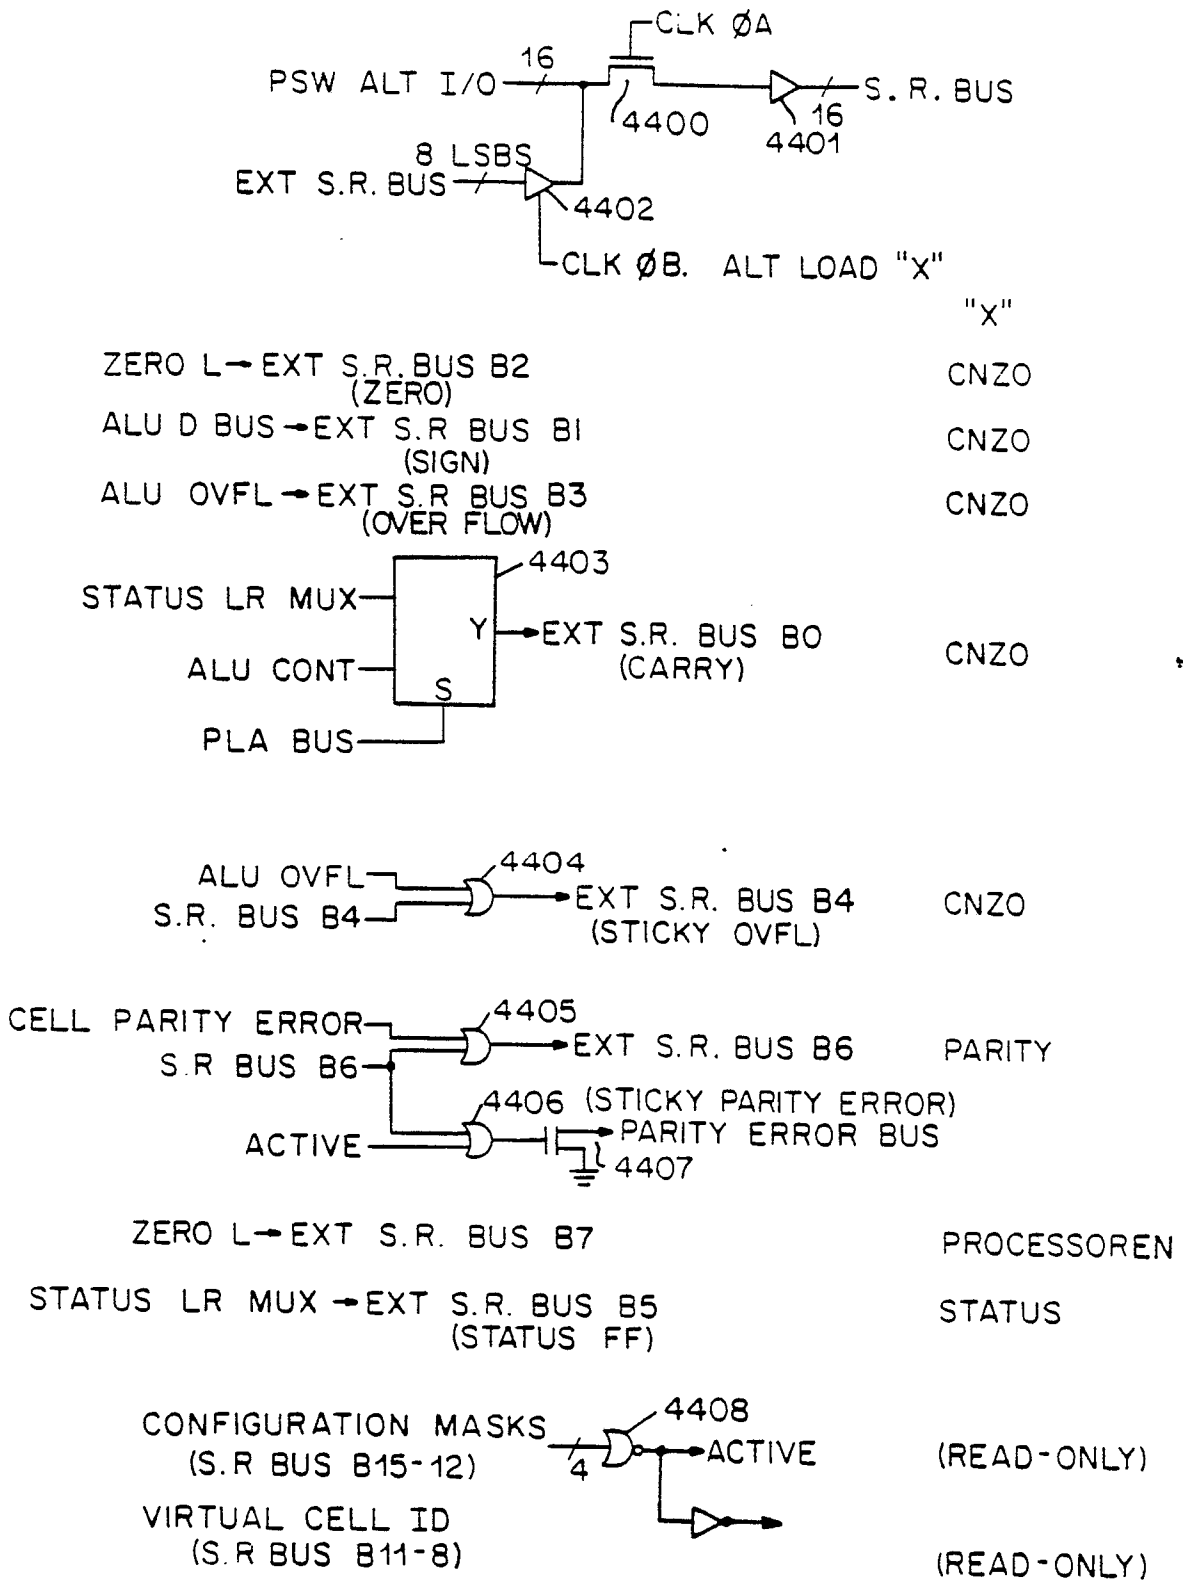 CLK ØA
16
PSW ALT I/O
S. R. BUS
4400
16
4401
8 LSBS
EXT S.R. BUS
4402
CLK ØB. ALT LOAD "X"
"X"
ZERO L→EXT S.R. BUS B2
(ZERO)
CNZO
ALU D BUS→EXT S.R BUS B1
(SIGN)
CNZO
ALU OVFL→EXT S.R BUS B3
(OVER FLOW)
CNZO
4403
STATUS LR MUX
Y
EXT S.R. BUS B0
(CARRY)
CNZO
ALU CONT
S
PLA BUS
4404
ALU OVFL
EXT S.R. BUS B4
CNZO
S.R. BUS B4
(STICKY OVFL)
4405
CELL PARITY ERROR
EXT S.R. BUS B6
PARITY
S.R BUS B6
4406
(STICKY PARITY ERROR)
PARITY ERROR BUS
ACTIVE
4407
ZERO L→EXT S.R. BUS B7
PROCESSOREN
STATUS LR MUX→EXT S.R. BUS B5
(STATUS FF)
STATUS
4408
CONFIGURATION MASKS
(S.R BUS B15-12)
4
ACTIVE
(READ-ONLY)
VIRTUAL CELL ID
(S.R BUS B11-8)
(READ-ONLY)